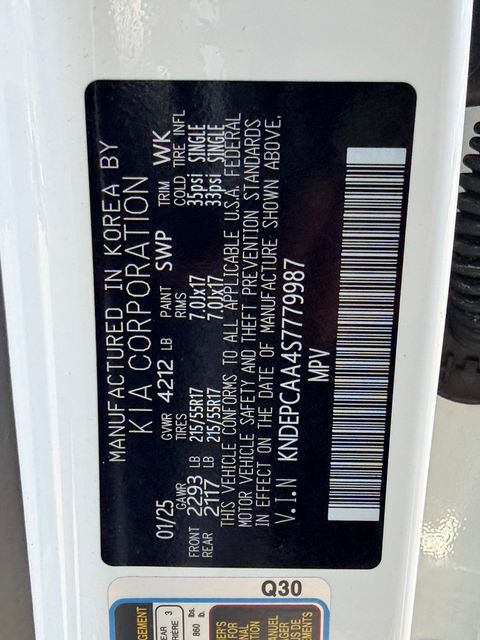 MANUFACTURED IN KOREA BY
KIA CORPORATION
01/25 GVWR 4212 LB PAINT SWP TRIM WK
GAWR TIRES RIMS COLD TIRE INFL
FRONT 2293 LB 215/55R17 7.0Jx17 35psi SINGLE
REAR 2117 LB 215/55R17 7.0Jx17 33psi SINGLE
THIS VEHICLE CONFORMS TO ALL APPLICABLE U.S.A. FEDERAL
MOTOR VEHICLE SAFETY AND THEFT PREVENTION STANDARDS
IN EFFECT ON THE DATE OF MANUFACTURE SHOWN ABOVE.
V.I.N KNDEPCAA4S7779987
MPV
Q30
860 lb.